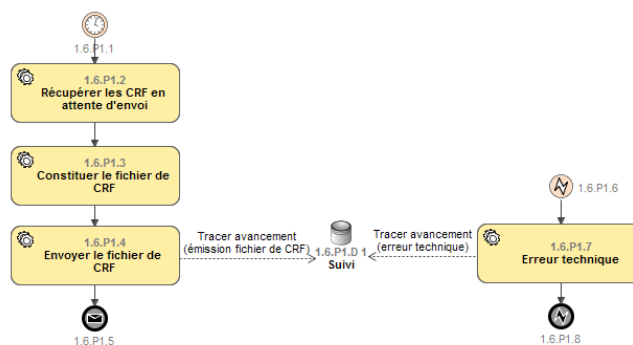 1.6.P1.1
1.6.P1.2
Récupérer les CRF en
attente d'envoi
1.6.P1.3
Constituer le fichier de
CRF
1.6.P1.4
Envoyer le fichier de
CRF
1.6.P1.5
Tracer avancement
(émission fichier de CRF)
1.6.P1.D 1
Suivi
Tracer avancement
(erreur technique)
1.6.P1.6
1.6.P1.7
Erreur technique
1.6.P1.8